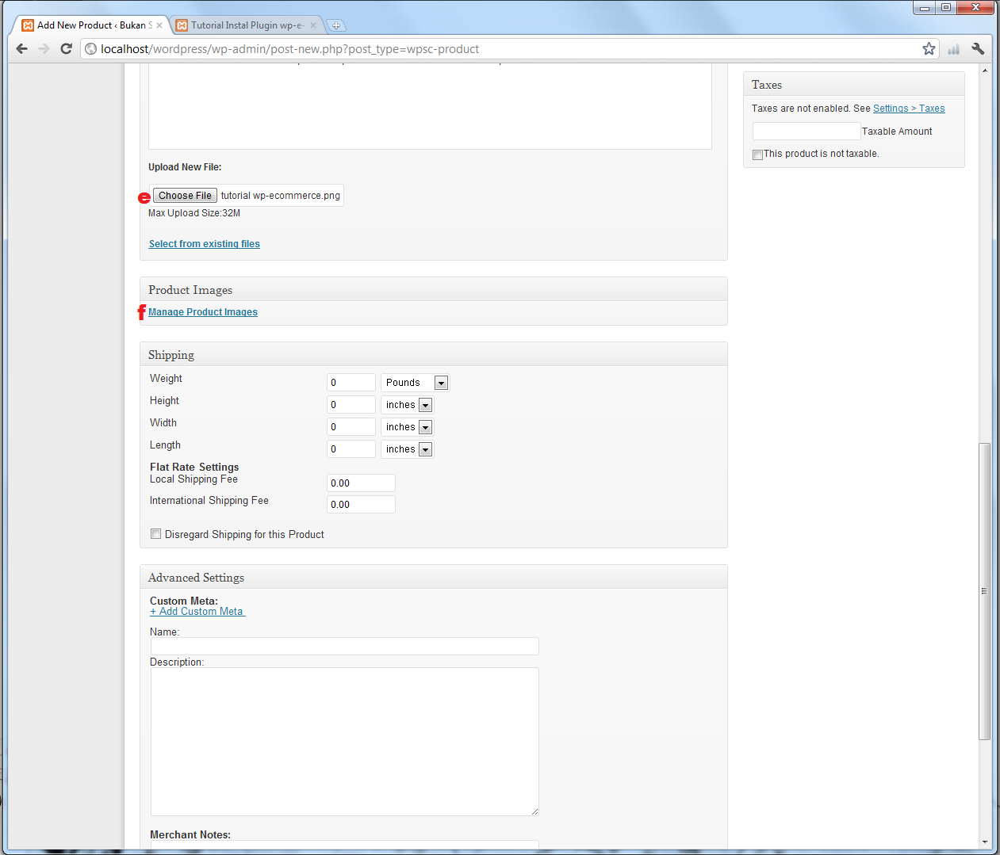 Add New Product ‹ Bukan S
Tutorial Instal Plugin wp-e-
localhost/wordpress/wp-admin/post-new.php?post_type=wpsc-product
Upload New File:
e Choose File tutorial wp-ecommerce.png
Max Upload Size:32M
Select from existing files
Product Images
f Manage Product Images
Shipping
Weight 0 Pounds
Height 0 inches
Width 0 inches
Length 0 inches
Flat Rate Settings
Local Shipping Fee 0.00
International Shipping Fee 0.00
Disregard Shipping for this Product
Advanced Settings
Custom Meta:
+ Add Custom Meta
Name:
Description:
Merchant Notes:
Taxes
Taxes are not enabled. See Settings > Taxes
Taxable Amount
This product is not taxable.